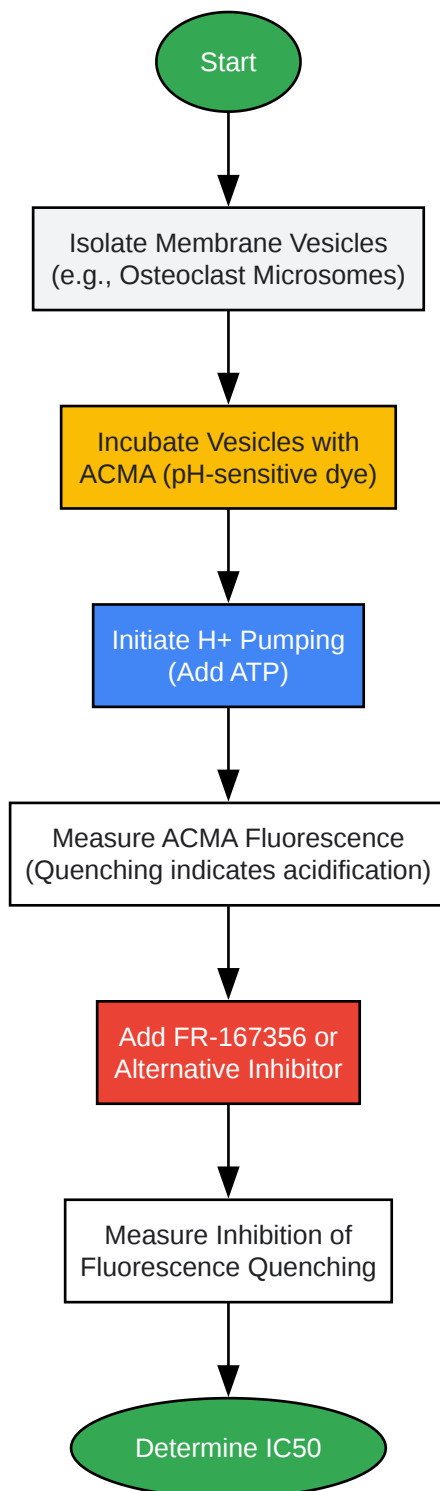 Start
Isolate Membrane Vesicles
(e.g., Osteoclast Microsomes)
Incubate Vesicles with
ACMA (pH-sensitive dye)
Initiate H+ Pumping
(Add ATP)
Measure ACMA Fluorescence
(Quenching indicates acidification)
Add FR-167356 or
Alternative Inhibitor
Measure Inhibition of
Fluorescence Quenching
Determine IC50